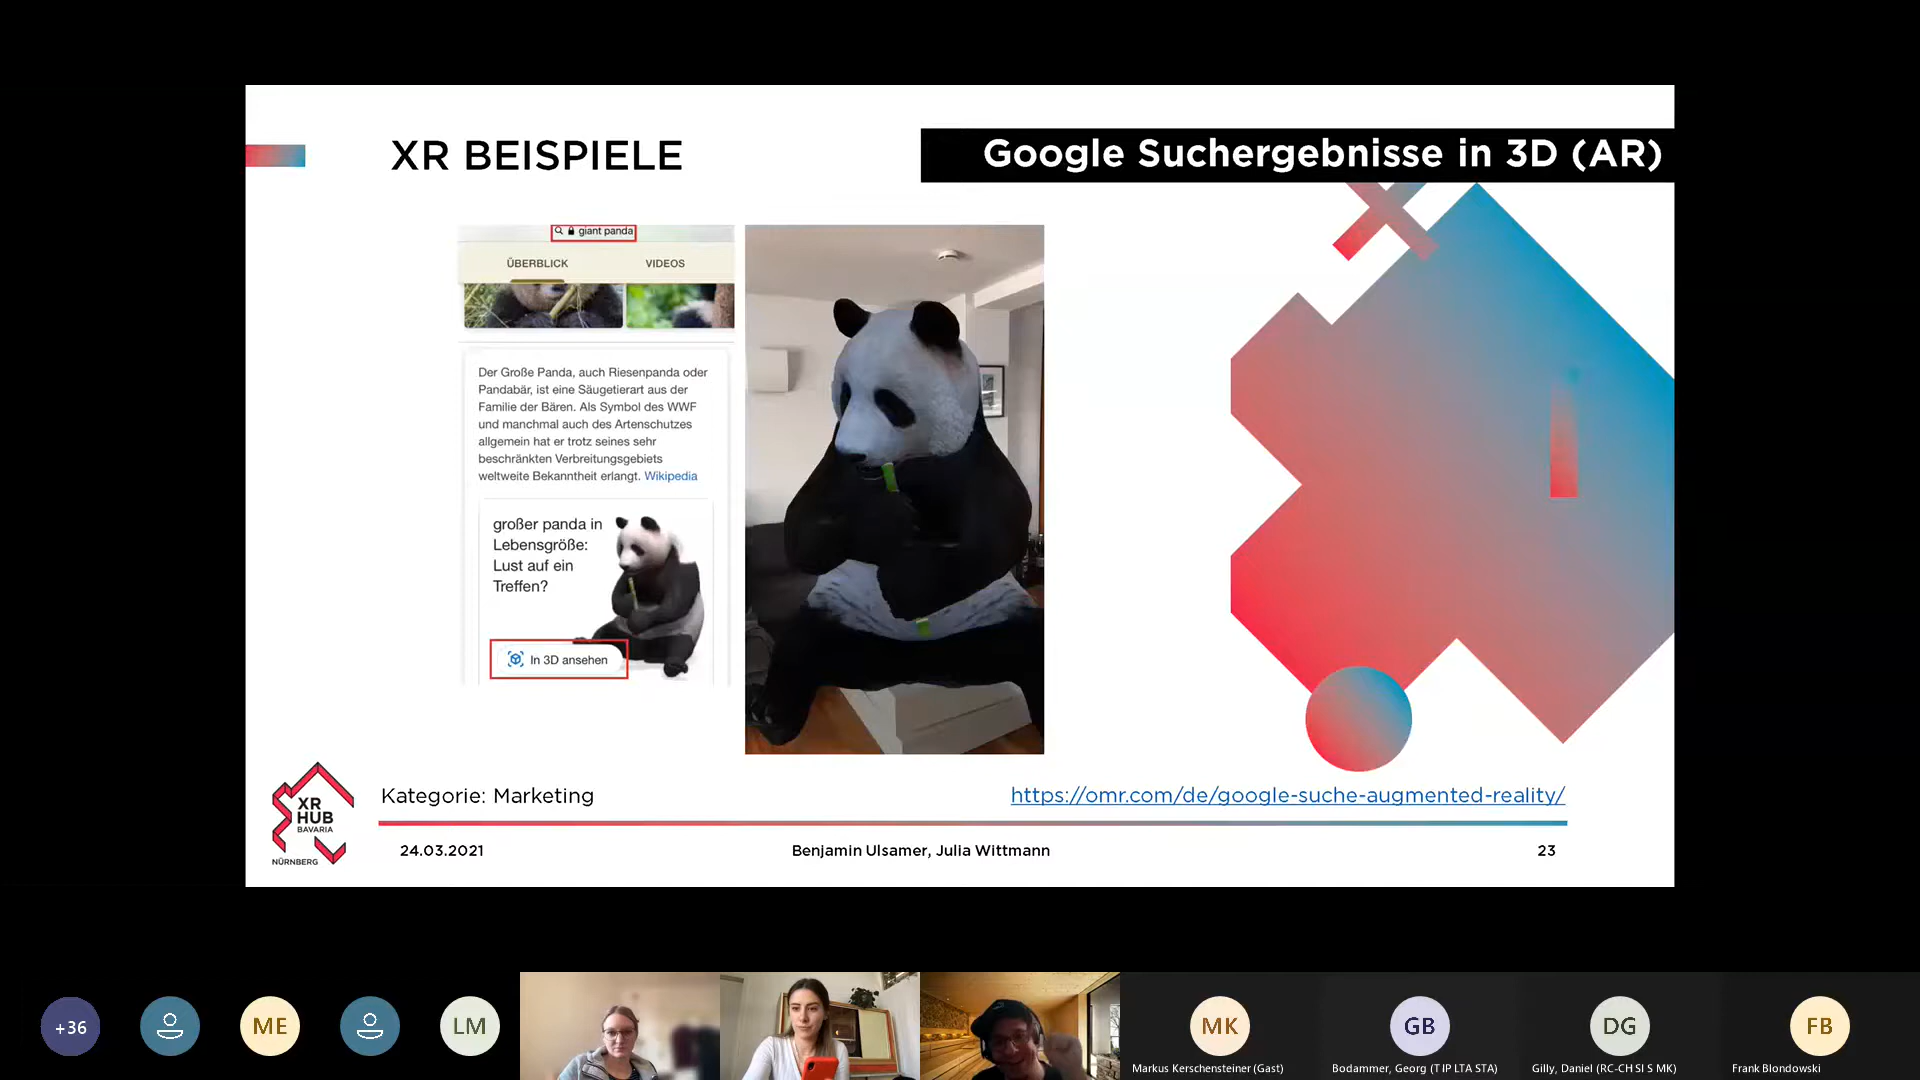 XR BEISPIELE
Google Suchergebnisse in 3D (AR)
giant panda
ÜBERBLICK VIDEOS
Der Große Panda, auch Riesenpanda oder
Pandabär, ist eine Säugetierart aus der
Familie der Bären. Als Symbol des WWF
und manchmal auch des Artenschutzes
allgemein hat er trotz seines sehr
beschränkten Verbreitungsgebiets
weltweite Bekanntheit erlangt. Wikipedia
großer panda in
Lebensgröße:
Lust auf ein
Treffen?
In 3D ansehen
XR
HUB
BAVARIA
NÜRNBERG
Kategorie: Marketing
https://omr.com/de/google-suche-augmented-reality/
24.03.2021
Benjamin Ulsamer, Julia Wittmann
23
+36
ME
LM
MK
GB
DG
FB
Markus Kerschensteiner (Gast)
Bodammer, Georg (T IP LTA STA)
Gilly, Daniel (RC-CH SI S MK)
Frank Blondowski